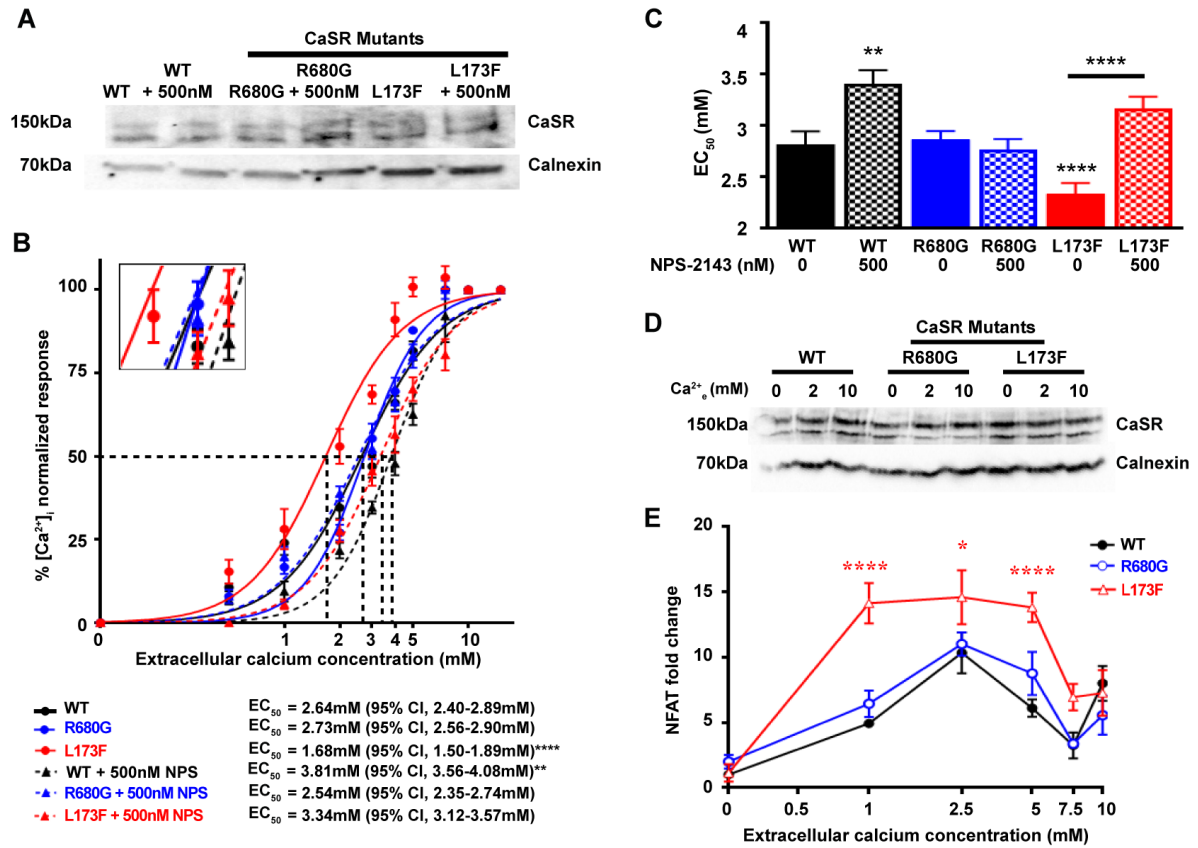 A
CaSR Mutants
WT R680G L173F
WT + 500nM R680G + 500nM L173F + 500nM
150kDa CaSR
70kDa Calnexin
B
% [Ca²⁺]ᵢ normalized response
100
75
50
25
0
0 1 2 3 4 5 10
Extracellular calcium concentration (mM)
WT EC₅₀ = 2.64mM (95% CI, 2.40-2.89mM)
R680G EC₅₀ = 2.73mM (95% CI, 2.56-2.90mM)
L173F EC₅₀ = 1.68mM (95% CI, 1.50-1.89mM)****
WT + 500nM NPS EC₅₀ = 3.81mM (95% CI, 3.56-4.08mM)**
R680G + 500nM NPS EC₅₀ = 2.54mM (95% CI, 2.35-2.74mM)
L173F + 500nM NPS EC₅₀ = 3.34mM (95% CI, 3.12-3.57mM)
C
EC₅₀ (mM)
4
3.5
3
2.5
2
**
****
****
WT WT R680G R680G L173F L173F
NPS-2143 (nM) 0 500 0 500 0 500
D
CaSR Mutants
WT R680G L173F
Ca²⁺ₑ (mM) 0 2 10 0 2 10 0 2 10
150kDa CaSR
70kDa Calnexin
E
NFAT fold change
20
15
10
5
0
**** * ****
WT
R680G
L173F
0 0.5 1 2.5 5 7.5 10
Extracellular calcium concentration (mM)